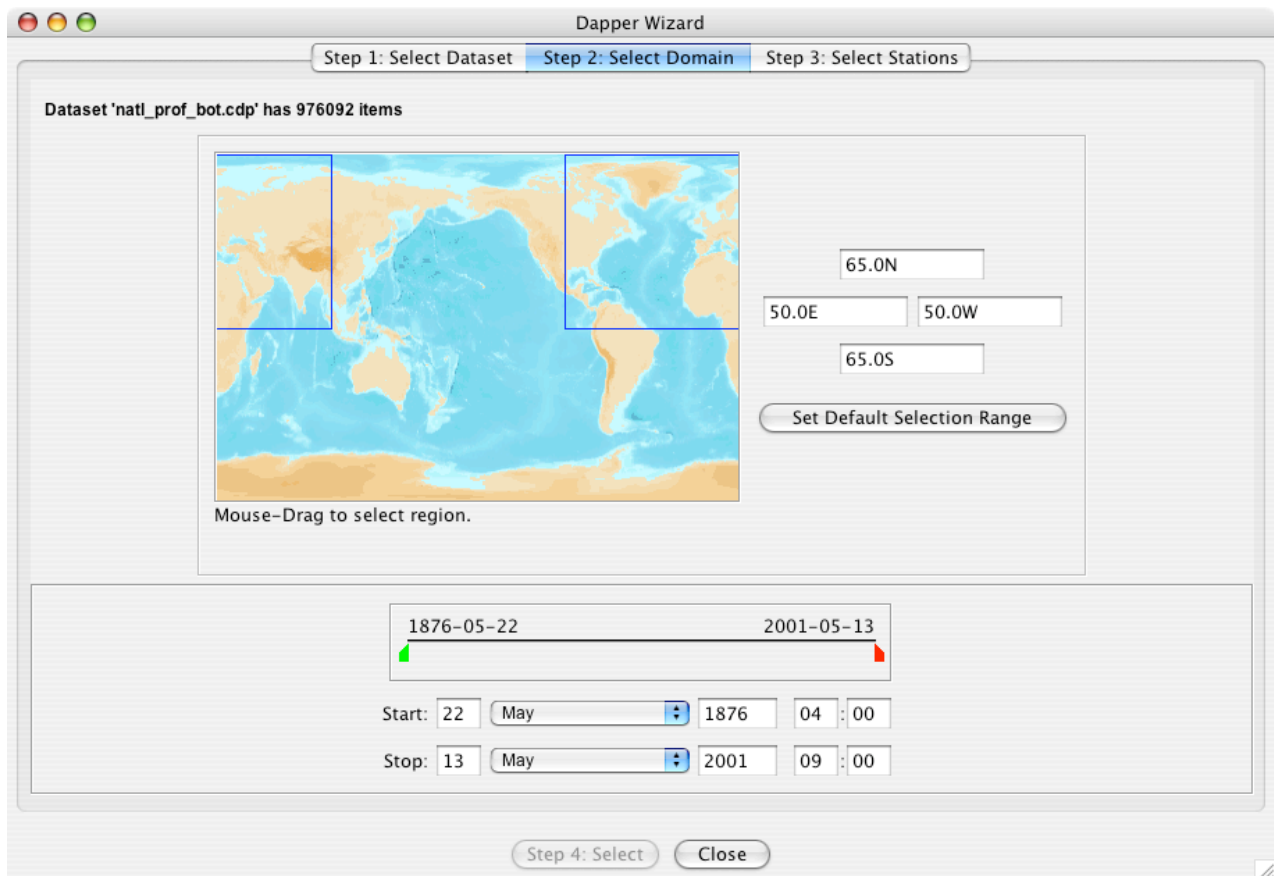 Dapper Wizard
Step 1: Select Dataset Step 2: Select Domain Step 3: Select Stations
Dataset 'natl_prof_bot.cdp' has 976092 items
65.0N
50.0E 50.0W
65.0S
Set Default Selection Range
Mouse-Drag to select region.
1876-05-22 2001-05-13
Start: 22 May 1876 04 : 00
Stop: 13 May 2001 09 : 00
Step 4: Select Close